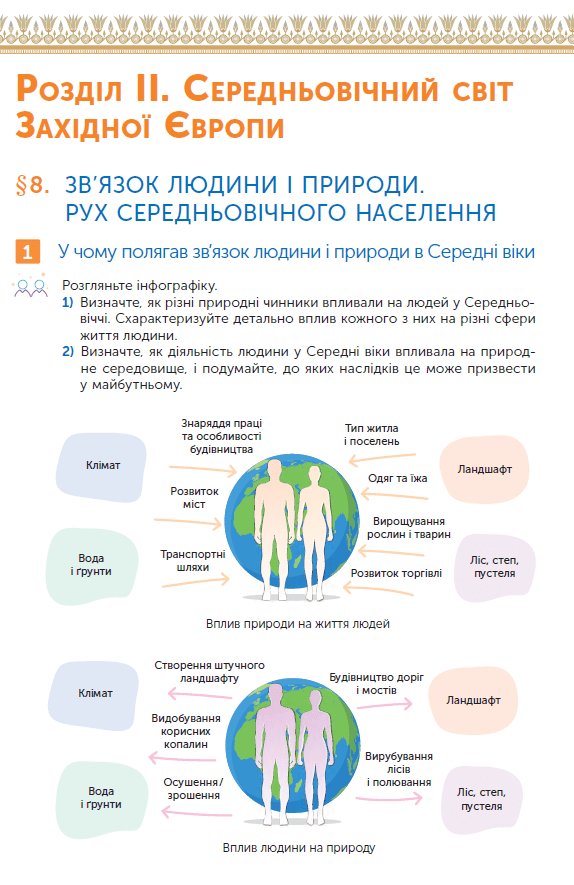 Розділ II. Середньовічний світ
Західної Європи
§8. ЗВ’ЯЗОК ЛЮДИНИ І ПРИРОДИ.
РУХ СЕРЕДНЬОВІЧНОГО НАСЕЛЕННЯ
1 У чому полягав зв’язок людини і природи в Середні віки
Розгляньте інфографіку.
1) Визначте, як різні природні чинники впливали на людей у Середньо-
віччі. Схарактеризуйте детально вплив кожного з них на різні сфери
життя людини.
2) Визначте, як діяльність людини у Середні віки впливала на природ-
не середовище, і подумайте, до яких наслідків це може призвести
у майбутньому.
Клімат
Вода
і ґрунти
Знаряддя праці
та особливості
будівництва
Розвиток
міст
Транспортні
шляхи
Тип житла
і поселень
Одяг та їжа
Вирощування
рослин і тварин
Розвиток торгівлі
Ландшафт
Ліс, степ,
пустеля
Вплив природи на життя людей
Клімат
Вода
і ґрунти
Створення штучного
ландшафту
Видобування
корисних
копалин
Осушення/
зрошення
Будівництво доріг
і мостів
Вирубування
лісів
і полювання
Ландшафт
Ліс, степ,
пустеля
Вплив людини на природу